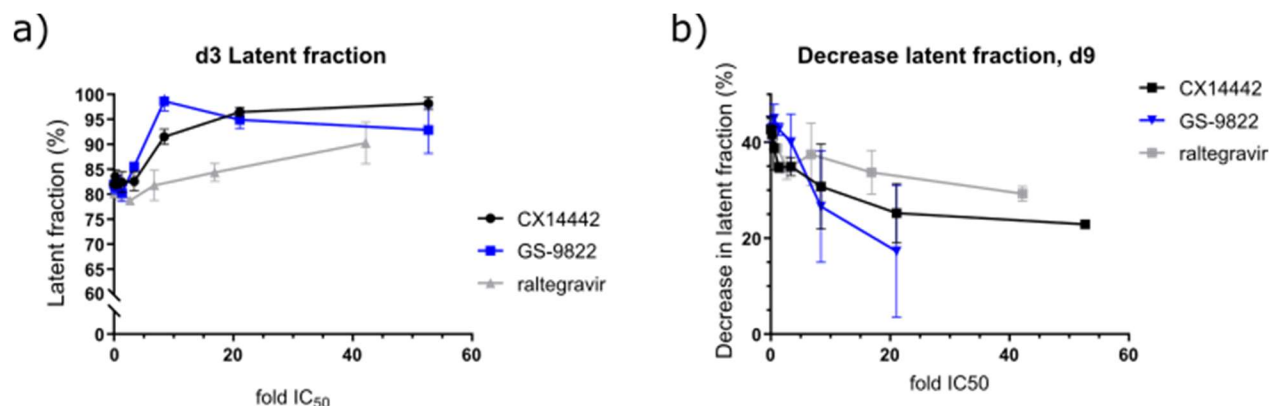 a)
d3 Latent fraction
Latent fraction (%)
100
95
90
85
80
75
70
65
60
0
0 20 40 60
fold IC50
CX14442
GS-9822
raltegravir
b)
Decrease latent fraction, d9
Decrease in latent fraction (%)
40
20
0
0 20 40 60
fold IC50
CX14442
GS-9822
raltegravir